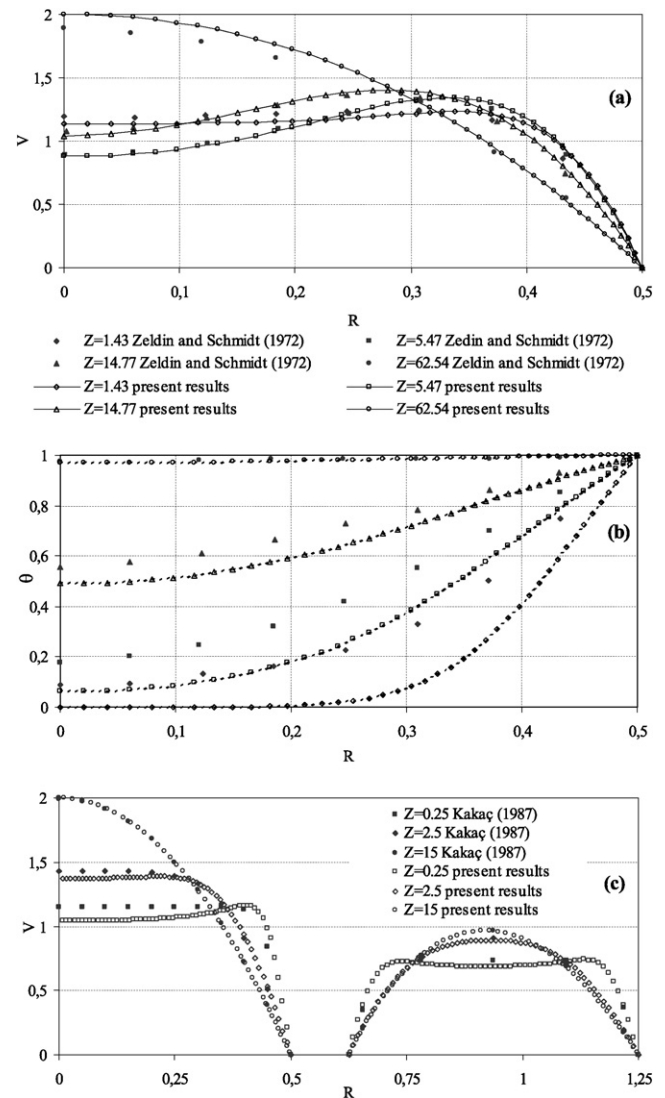 2
1,5
1
0,5
0
V
(a)
0 0,1 0,2 0,3 0,4 0,5
R
Z=1.43 Zeldin and Schmidt (1972)
Z=5.47 Zedin and Schmidt (1972)
Z=14.77 Zeldin and Schmidt (1972)
Z=62.54 Zeldin and Schmidt (1972)
Z=1.43 present results
Z=5.47 present results
Z=14.77 present results
Z=62.54 present results
1
0,8
0,6
0,4
0,2
0
θ
(b)
0 0,1 0,2 0,3 0,4 0,5
R
2
1,5
1
0,5
0
V
Z=0.25 Kakaç (1987)
Z=2.5 Kakaç (1987)
Z=15 Kakaç (1987)
Z=0.25 present results
Z=2.5 present results
Z=15 present results
(c)
0 0,25 0,5 0,75 1 1,25
R